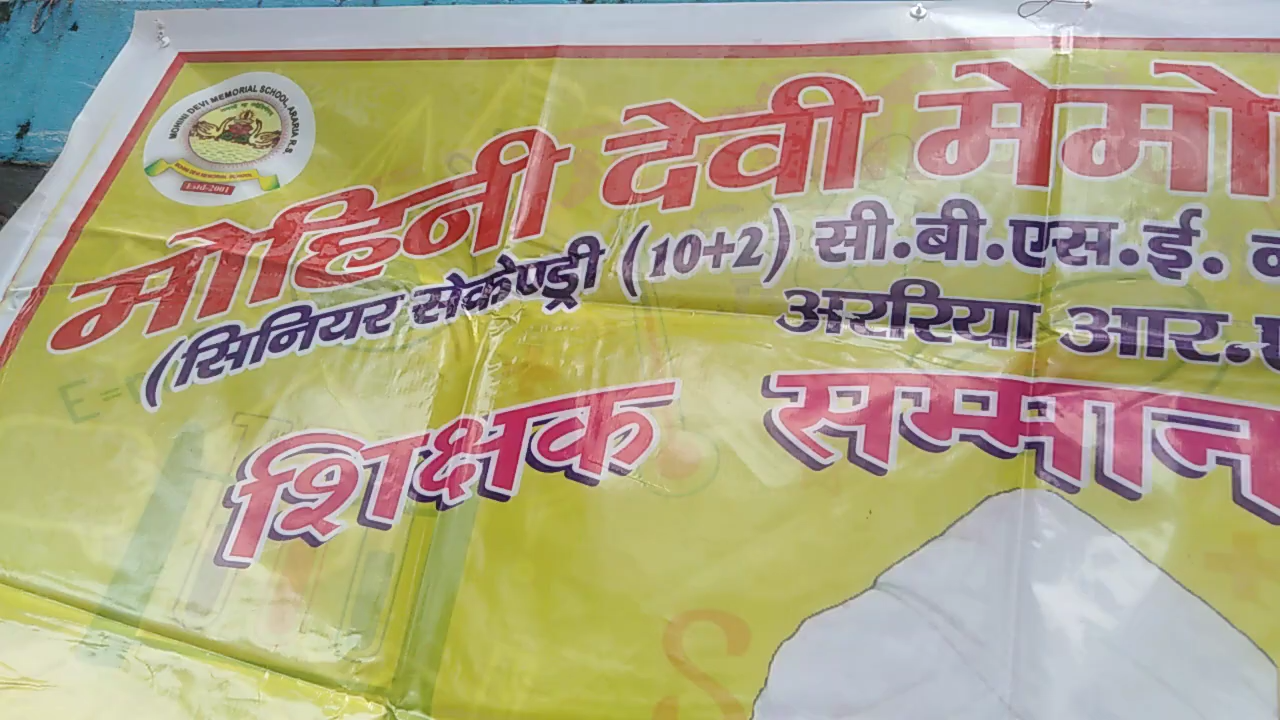 MOHINI DEVI MEMORIAL SCHOOL ARARIA R.S
Estd-2001
मोहिनी देवी मेमो
(सिनियर सेकेण्ड्री (10+2) सी.बी.एस.ई.
अररिया आर.
शिक्षक सम्मान